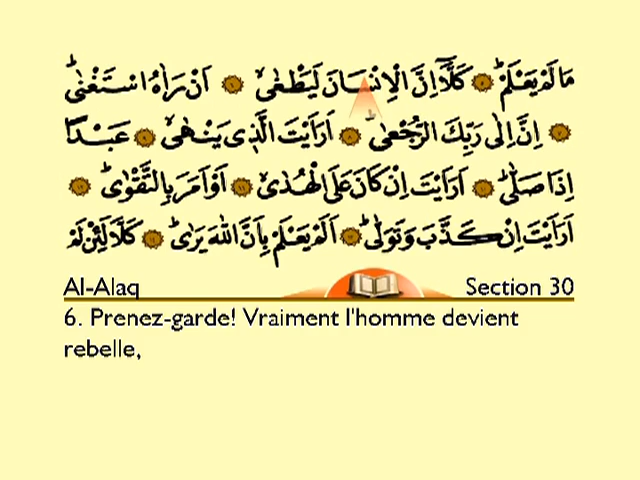 مَا لَمْ يَعْلَمْ ۝ كَلَّا إِنَّ الْإِنْسَانَ لَيَطْغَىٰ ۝ أَنْ رَآهُ اسْتَغْنَىٰ
۝ إِنَّ إِلَىٰ رَبِّكَ الرُّجْعَىٰ ۝ أَرَأَيْتَ الَّذِي يَنْهَىٰ ۝ عَبْدًا
إِذَا صَلَّىٰ ۝ أَرَأَيْتَ إِنْ كَانَ عَلَى الْهُدَىٰ ۝ أَوْ أَمَرَ بِالتَّقْوَىٰ ۝
أَرَأَيْتَ إِنْ كَذَّبَ وَتَوَلَّىٰ ۝ أَلَمْ يَعْلَمْ بِأَنَّ اللَّهَ يَرَىٰ ۝ كَلَّا لَئِنْ لَمْ
Al-Alaq Section 30
6. Prenez-garde! Vraiment l'homme devient
rebelle,